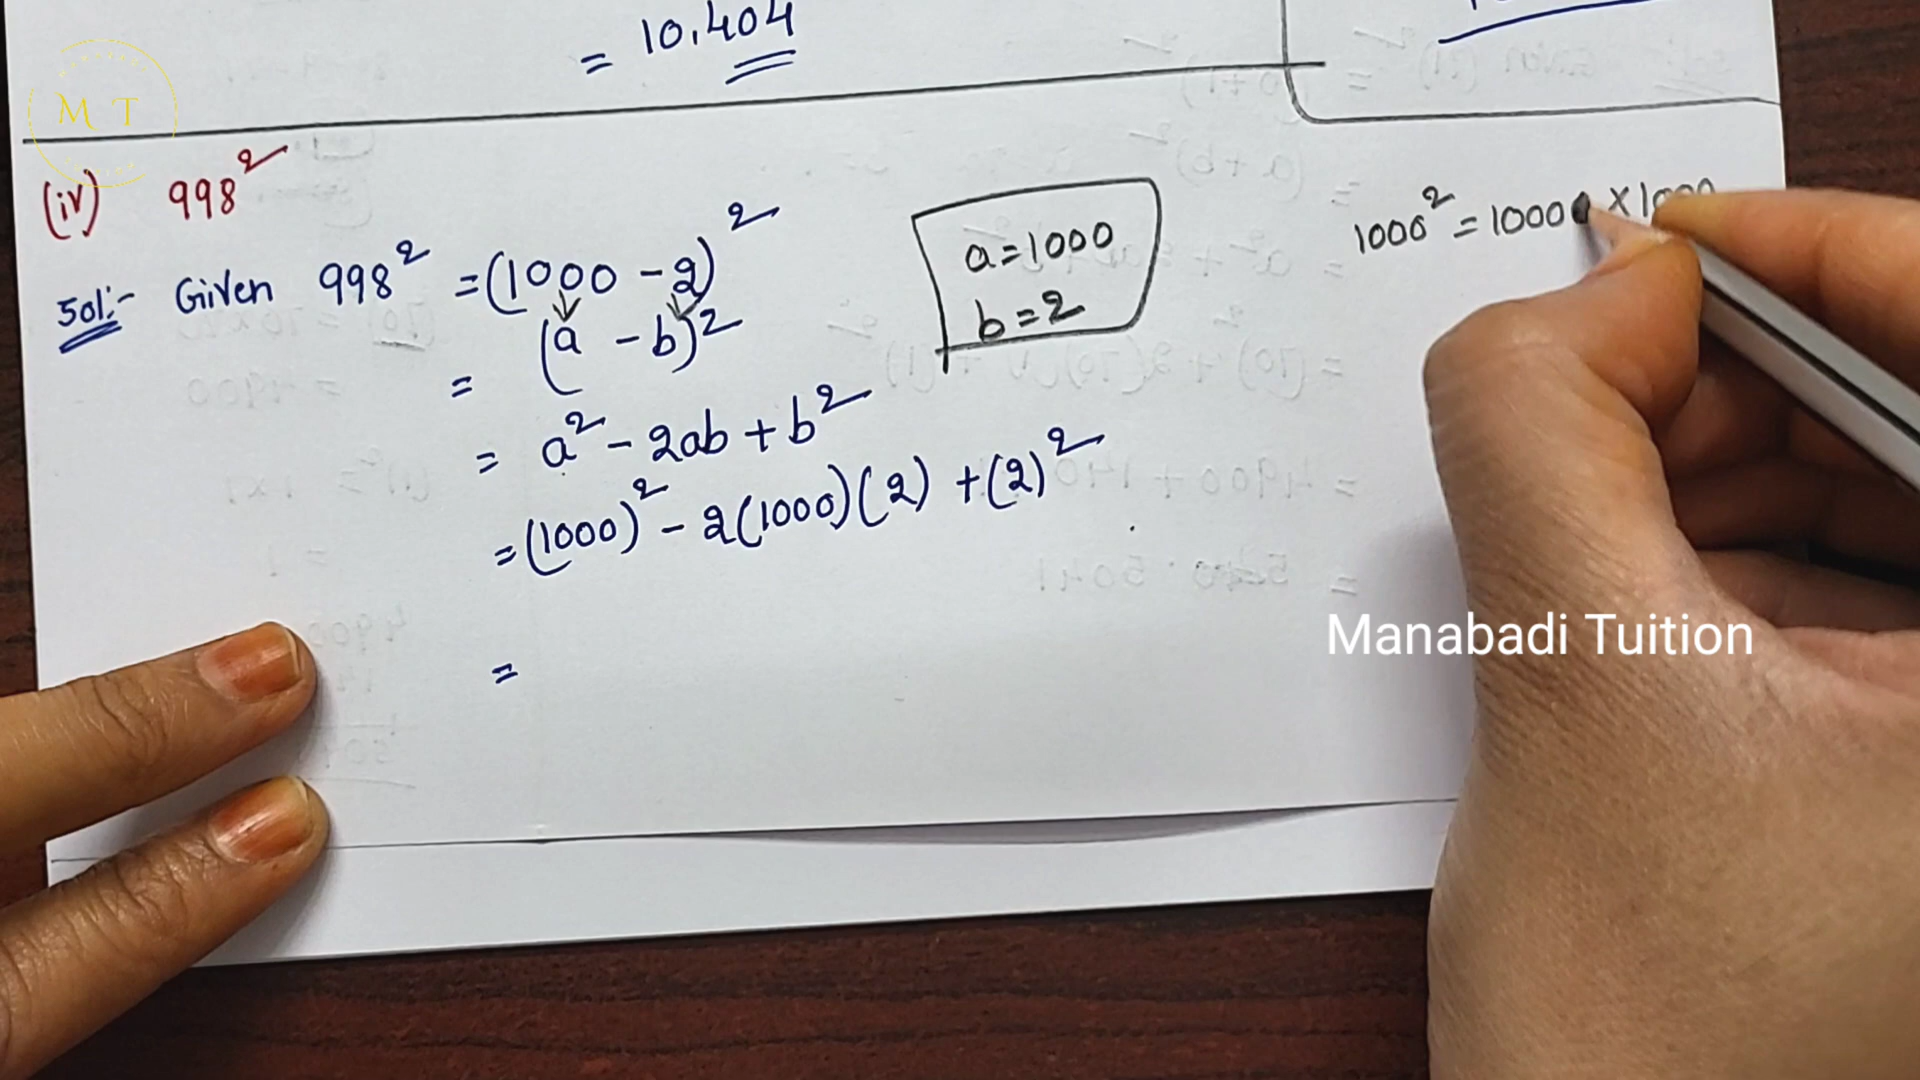 = 10,404
M T
(iv) 998²
Sol:- Given 998² = (1000 - 2)²
= (a - b)²
= a² - 2ab + b²
= (1000)² - 2(1000)(2) + (2)²
=
a = 1000
b = 2
1000² = 1000 × 1000
Manabadi Tuition